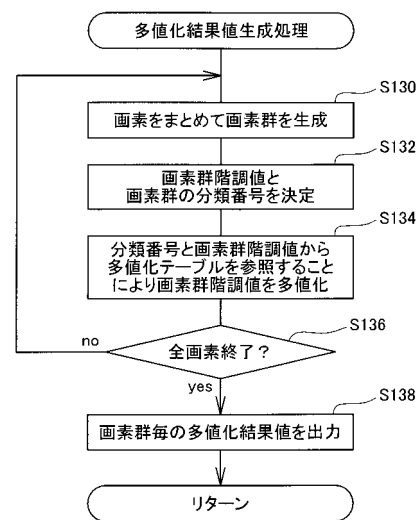 多値化結果値生成処理
S130
画素をまとめて画素群を生成
S132
画素群階調値と
画素群の分類番号を決定
S134
分類番号と画素群階調値から
多値化テーブルを参照すること
により画素群階調値を多値化
S136
no
全画素終了？
yes
S138
画素群毎の多値化結果値を出力
リターン